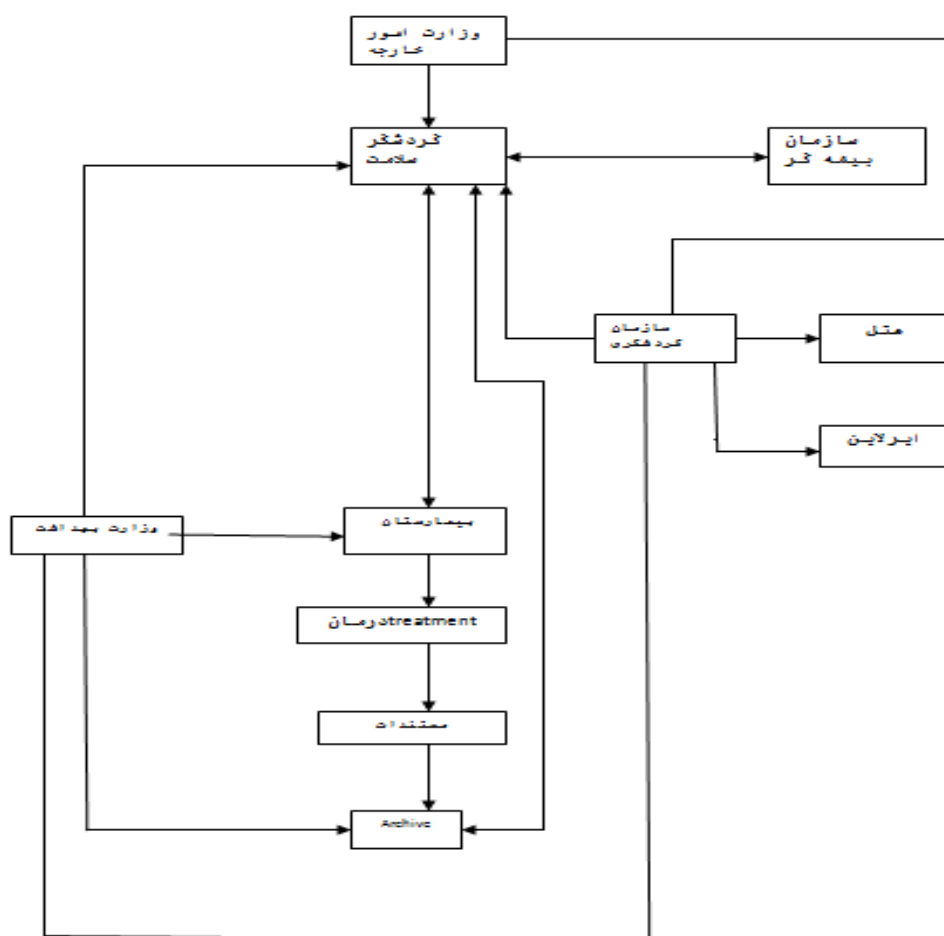 وزارت امور
خارجه
گردشگر
سلامت
سازمان
بیمه گر
سازمان
گردشگری
هتل
ایرلاین
وزارت بهداشت
بیمارستان
درمانtreatment
مستندات
Archive